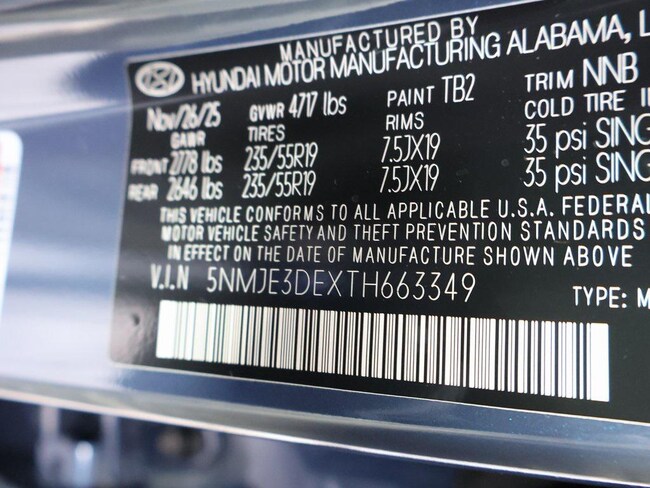 MANUFACTURED BY
HYUNDAI MOTOR MANUFACTURING ALABAMA, L
Nov/26/25 GVWR 4717 lbs PAINT TB2 TRIM NNB
GAWR TIRES RIMS COLD TIRE
FRONT 2778 lbs 235/55R19 7.5JX19 35 psi SING
REAR 2646 lbs 235/55R19 7.5JX19 35 psi SING
THIS VEHICLE CONFORMS TO ALL APPLICABLE U.S.A. FEDERAL
MOTOR VEHICLE SAFETY AND THEFT PREVENTION STANDARDS
IN EFFECT ON THE DATE OF MANUFACTURE SHOWN ABOVE
V.I.N 5NMJE3DEXTH663349 TYPE: M